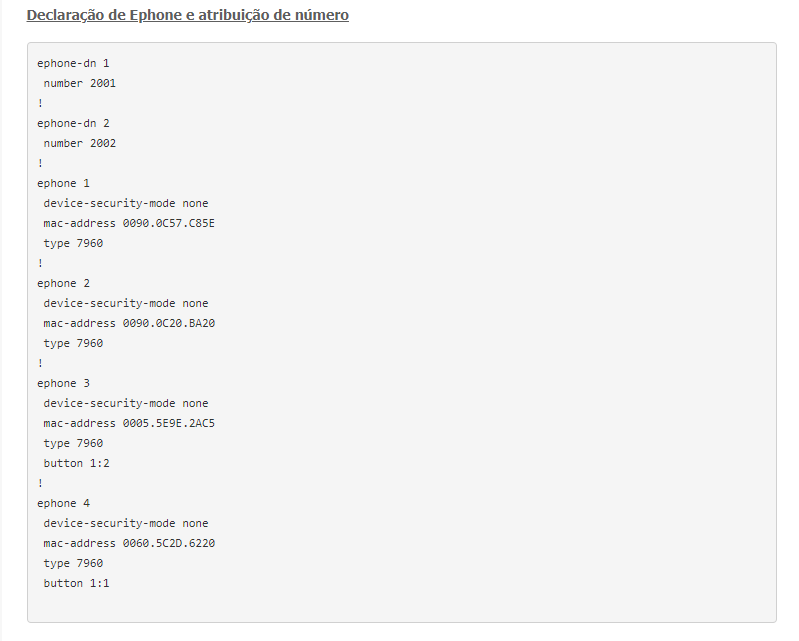 Declaração de Ephone e atribuição de número
ephone-dn 1
number 2001
!
ephone-dn 2
number 2002
!
ephone 1
device-security-mode none
mac-address 0090.0C57.C85E
type 7960
!
ephone 2
device-security-mode none
mac-address 0090.0C20.BA20
type 7960
!
ephone 3
device-security-mode none
mac-address 0005.5E9E.2AC5
type 7960
button 1:2
!
ephone 4
device-security-mode none
mac-address 0060.5C2D.6220
type 7960
button 1:1